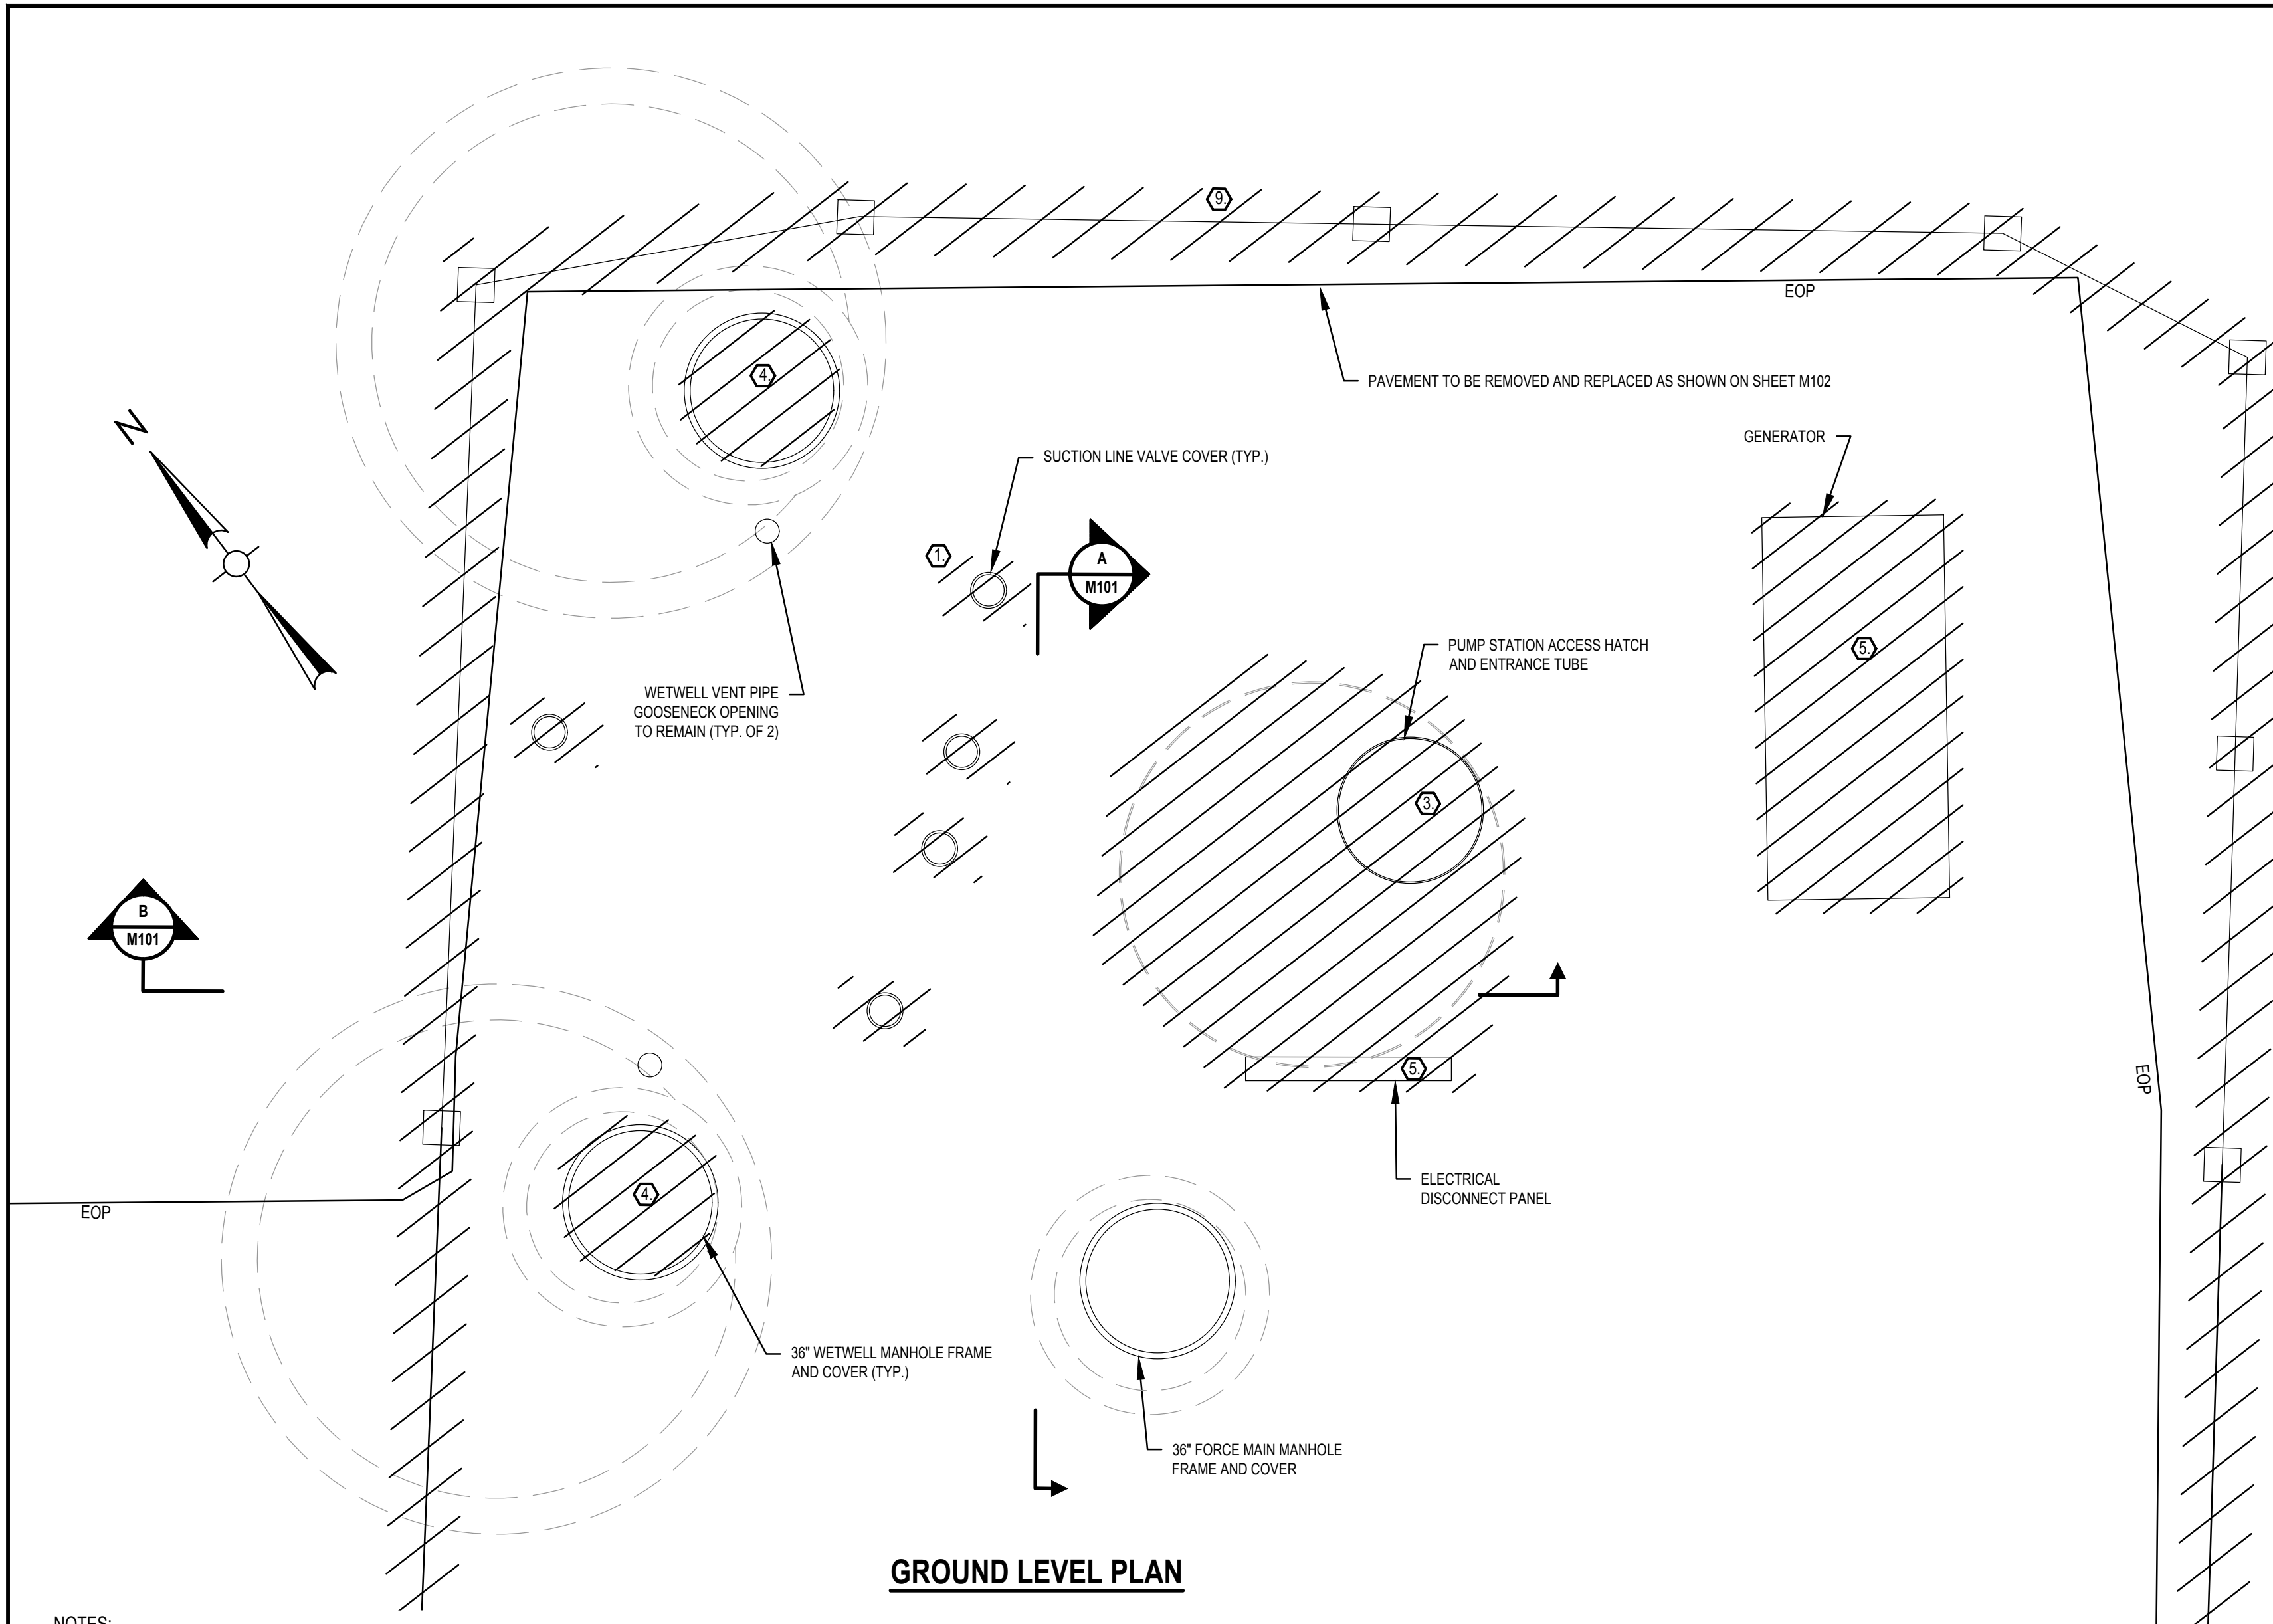 9.
EOP
4.
PAVEMENT TO BE REMOVED AND REPLACED AS SHOWN ON SHEET M102
N
SUCTION LINE VALVE COVER (TYP.)
GENERATOR
1.
A
M101
PUMP STATION ACCESS HATCH
AND ENTRANCE TUBE
5.
WETWELL VENT PIPE
GOOSENECK OPENING
TO REMAIN (TYP. OF 2)
3.
B
M101
5.
EOP
ELECTRICAL
DISCONNECT PANEL
4.
EOP
36" WETWELL MANHOLE FRAME
AND COVER (TYP.)
36" FORCE MAIN MANHOLE
FRAME AND COVER
GROUND LEVEL PLAN
NOTES: